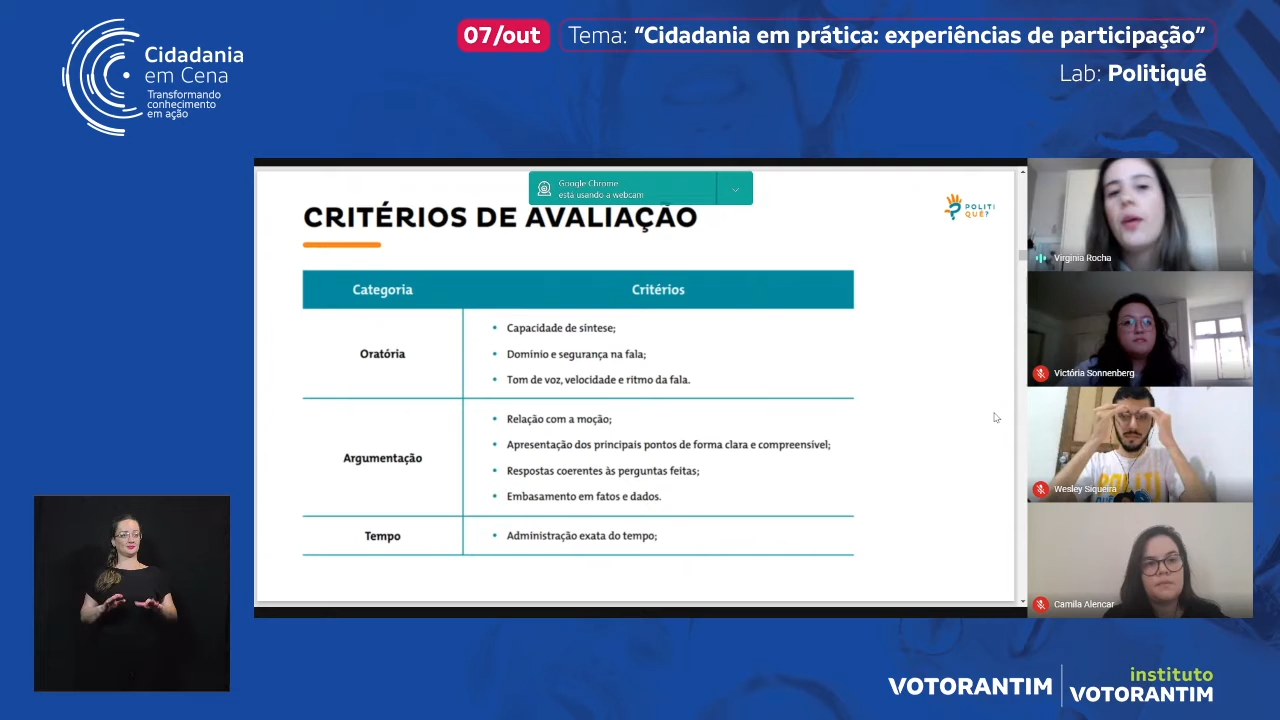 Cidadania
em Cena
Transformando
conhecimento
em ação
07/out
Tema: “Cidadania em prática: experiências de participação”
Lab: Politiquê
Google Chrome
está usando a webcam
POLITI
QUÊ?
CRITÉRIOS DE AVALIAÇÃO
Categoria
Critérios
Oratória
• Capacidade de síntese;
• Domínio e segurança na fala;
• Tom de voz, velocidade e ritmo da fala.
Argumentação
• Relação com a moção;
• Apresentação dos principais pontos de forma clara e compreensível;
• Respostas coerentes às perguntas feitas;
• Embasamento em fatos e dados.
Tempo
• Administração exata do tempo;
Virginia Rocha
Victória Sonnenberg
POLITI
Wesley Siqueira
Camila Alencar
VOTORANTIM
instituto
VOTORANTIM